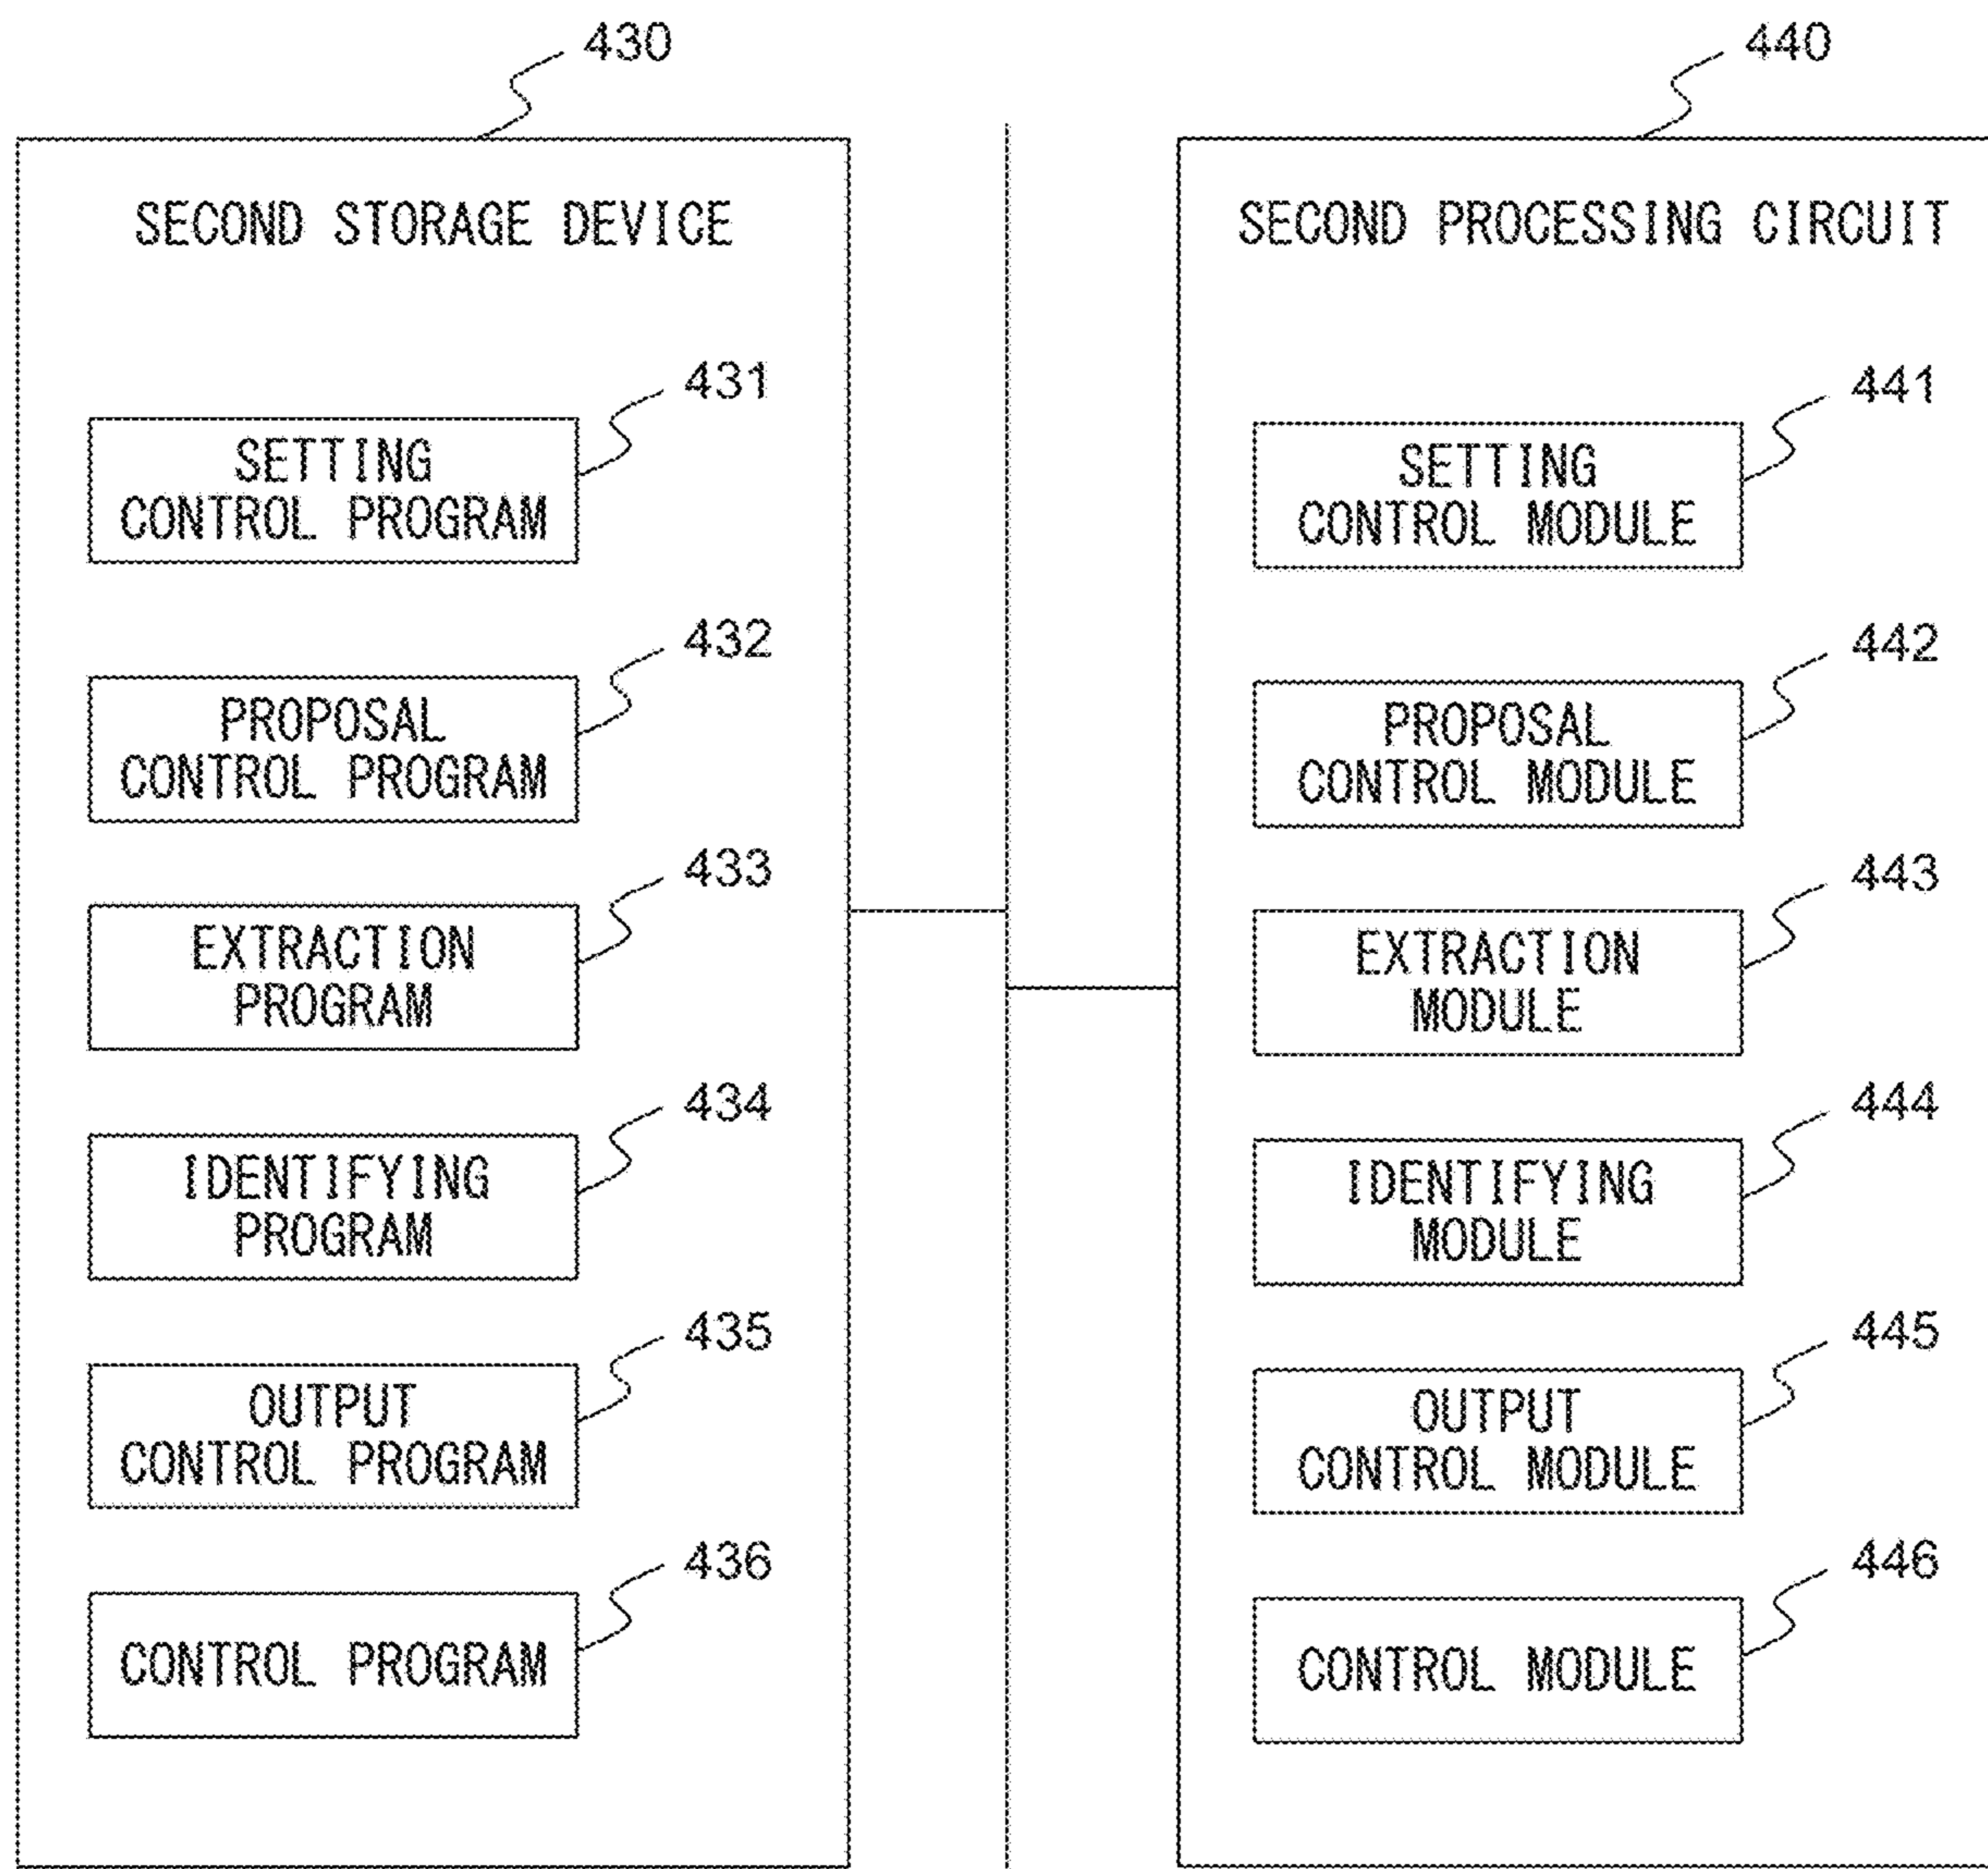 430
SECOND STORAGE DEVICE
431
SETTING
CONTROL PROGRAM
432
PROPOSAL
CONTROL PROGRAM
433
EXTRACTION
PROGRAM
434
IDENTIFYING
PROGRAM
435
OUTPUT
CONTROL PROGRAM
436
CONTROL PROGRAM
440
SECOND PROCESSING CIRCUIT
441
SETTING
CONTROL MODULE
442
PROPOSAL
CONTROL MODULE
443
EXTRACTION
MODULE
444
IDENTIFYING
MODULE
445
OUTPUT
CONTROL MODULE
446
CONTROL MODULE